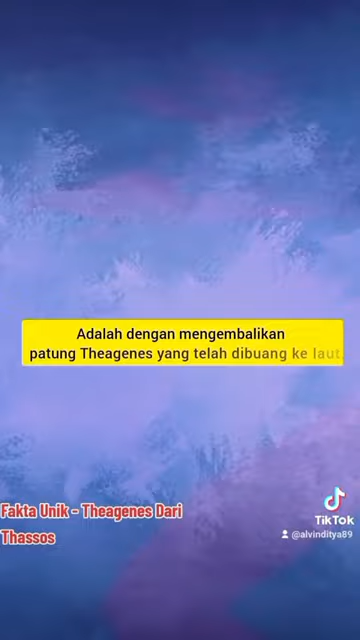 Adalah dengan mengembalikan
patung Theagenes yang telah dibuang ke laut.
Fakta Unik - Theagenes Dari
Thassos
TikTok
@alvinditya89